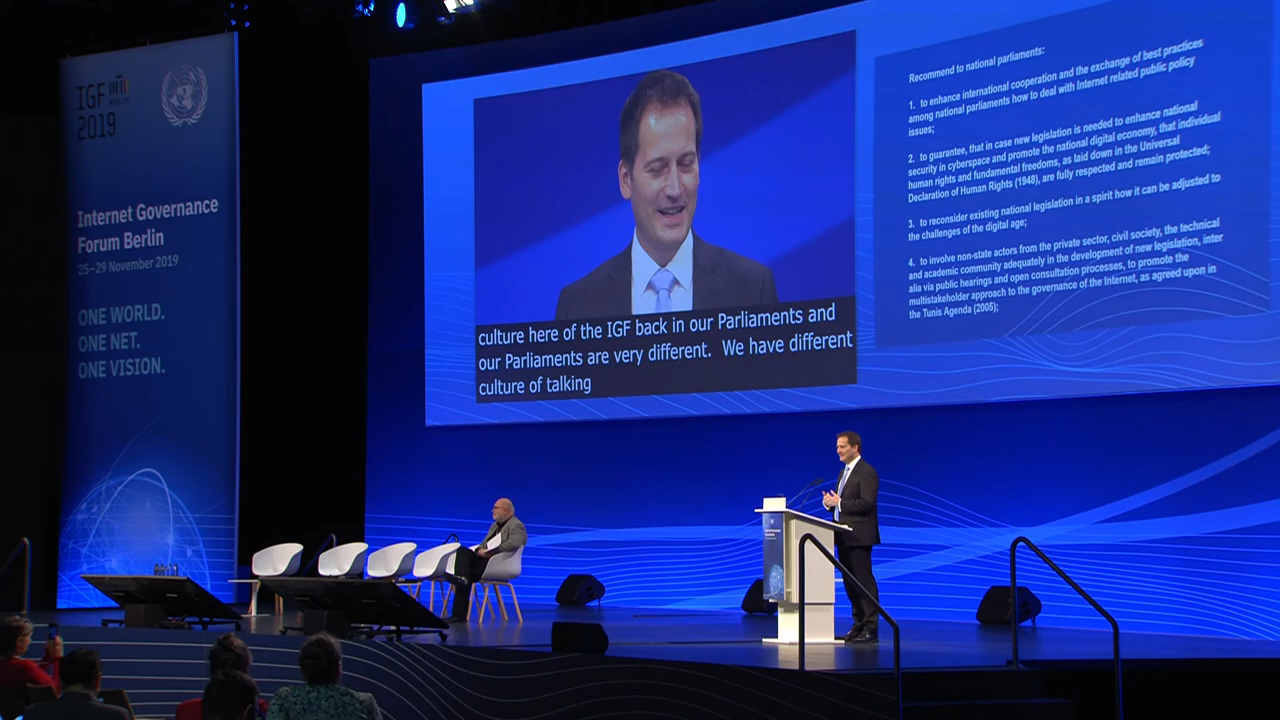 IGF
BERLIN
2019
Internet Governance
Forum Berlin
25–29 November 2019
ONE WORLD.
ONE NET.
ONE VISION.
culture here of the IGF back in our Parliaments and
our Parliaments are very different.  We have different
culture of talking
Recommend to national parliaments:
1. to enhance international cooperation and the exchange of best practices
among national parliaments how to deal with Internet related public policy
issues;
2. to guarantee, that in case new legislation is needed to enhance national
security in cyberspace and promote the national digital economy, that individual
human rights and fundamental freedoms, as laid down in the Universal
Declaration of Human Rights (1948), are fully respected and remain protected;
3. to reconsider existing national legislation in a spirit how it can be adjusted to
the challenges of the digital age;
4. to involve non-state actors from the private sector, civil society, the technical
and academic community adequately in the development of new legislation, inter
alia via public hearings and open consultation processes, to promote the
multistakeholder approach to the governance of the Internet, as agreed upon in
the Tunis Agenda (2005);